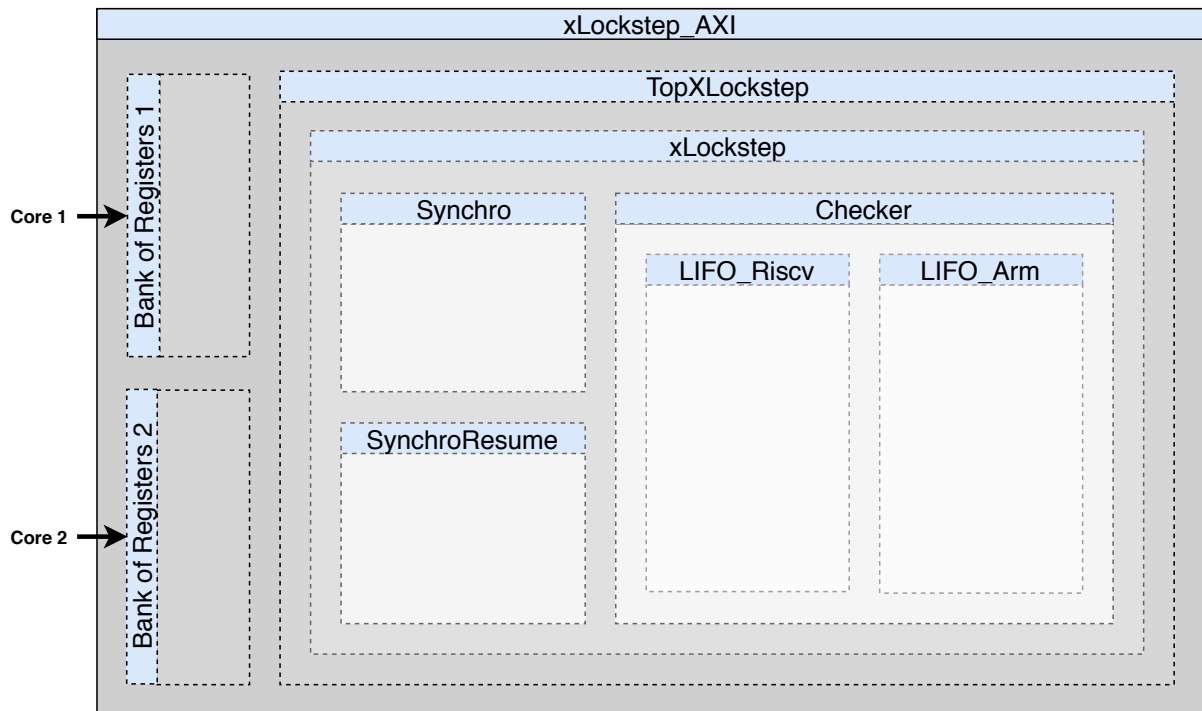 xLockstep_AXI
TopXLockstep
xLockstep
Bank of Registers 1
Core 1
Synchro
Checker
LIFO_Riscv
LIFO_Arm
SynchroResume
Bank of Registers 2
Core 2